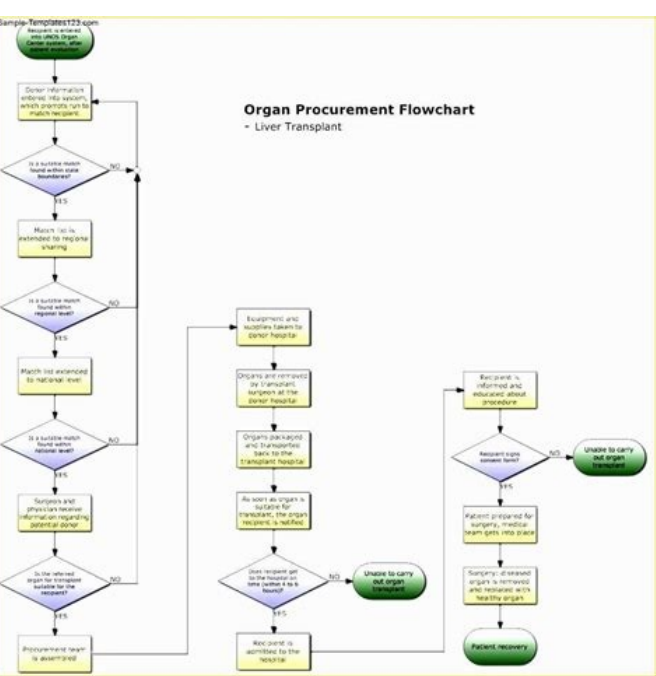 Sample-Templates123.com
Recipient is entered
into UNOS Organ
Center system, after
patient evaluation
Donor information
entered into system,
which prompts run to
match recipient
Is a suitable match
found within state
boundaries?
NO
YES
Match list is
extended to regional
sharing
Is a suitable match
found within
regional level?
NO
YES
Match list extended
to national level
Is a suitable match
found within
national level?
NO
YES
Surgeon and
physician receive
information regarding
potential donor
Is the referred
organ for transplant
suitable for the
recipient?
NO
YES
Procurement team
is assembled
Organ Procurement Flowchart
- Liver Transplant
Equipment and
supplies taken to
donor hospital
Organs are removed
by transplant
surgeon at the
donor hospital
Organs packaged
and transported
back to the
transplant hospital
As soon as organ is
suitable for
transplant, the organ
recipient is notified
Does recipient get
to the hospital on
time (within 4 to 6
hours)?
NO
Unable to carry
out organ
transplant
YES
Recipient is
admitted to the
hospital
Recipient is
informed and
educated about
procedure
Recipient signs
consent form?
NO
Unable to carry
out organ
transplant
YES
Patient prepared for
surgery, medical
team gets into place
Surgery: diseased
organ is removed
and replaced with
healthy organ
Patient recovery